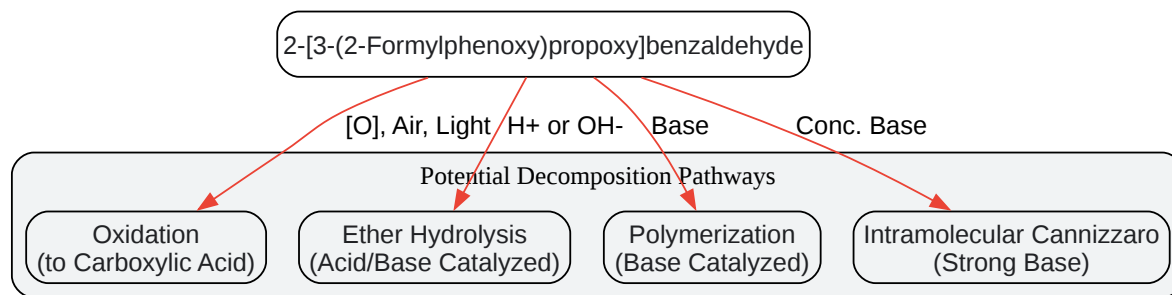 2-[3-(2-Formylphenoxy)propoxy]benzaldehyde
[O], Air, Light
H+ or OH-
Base
Conc. Base
Potential Decomposition Pathways
Oxidation
(to Carboxylic Acid)
Ether Hydrolysis
(Acid/Base Catalyzed)
Polymerization
(Base Catalyzed)
Intramolecular Cannizzaro
(Strong Base)